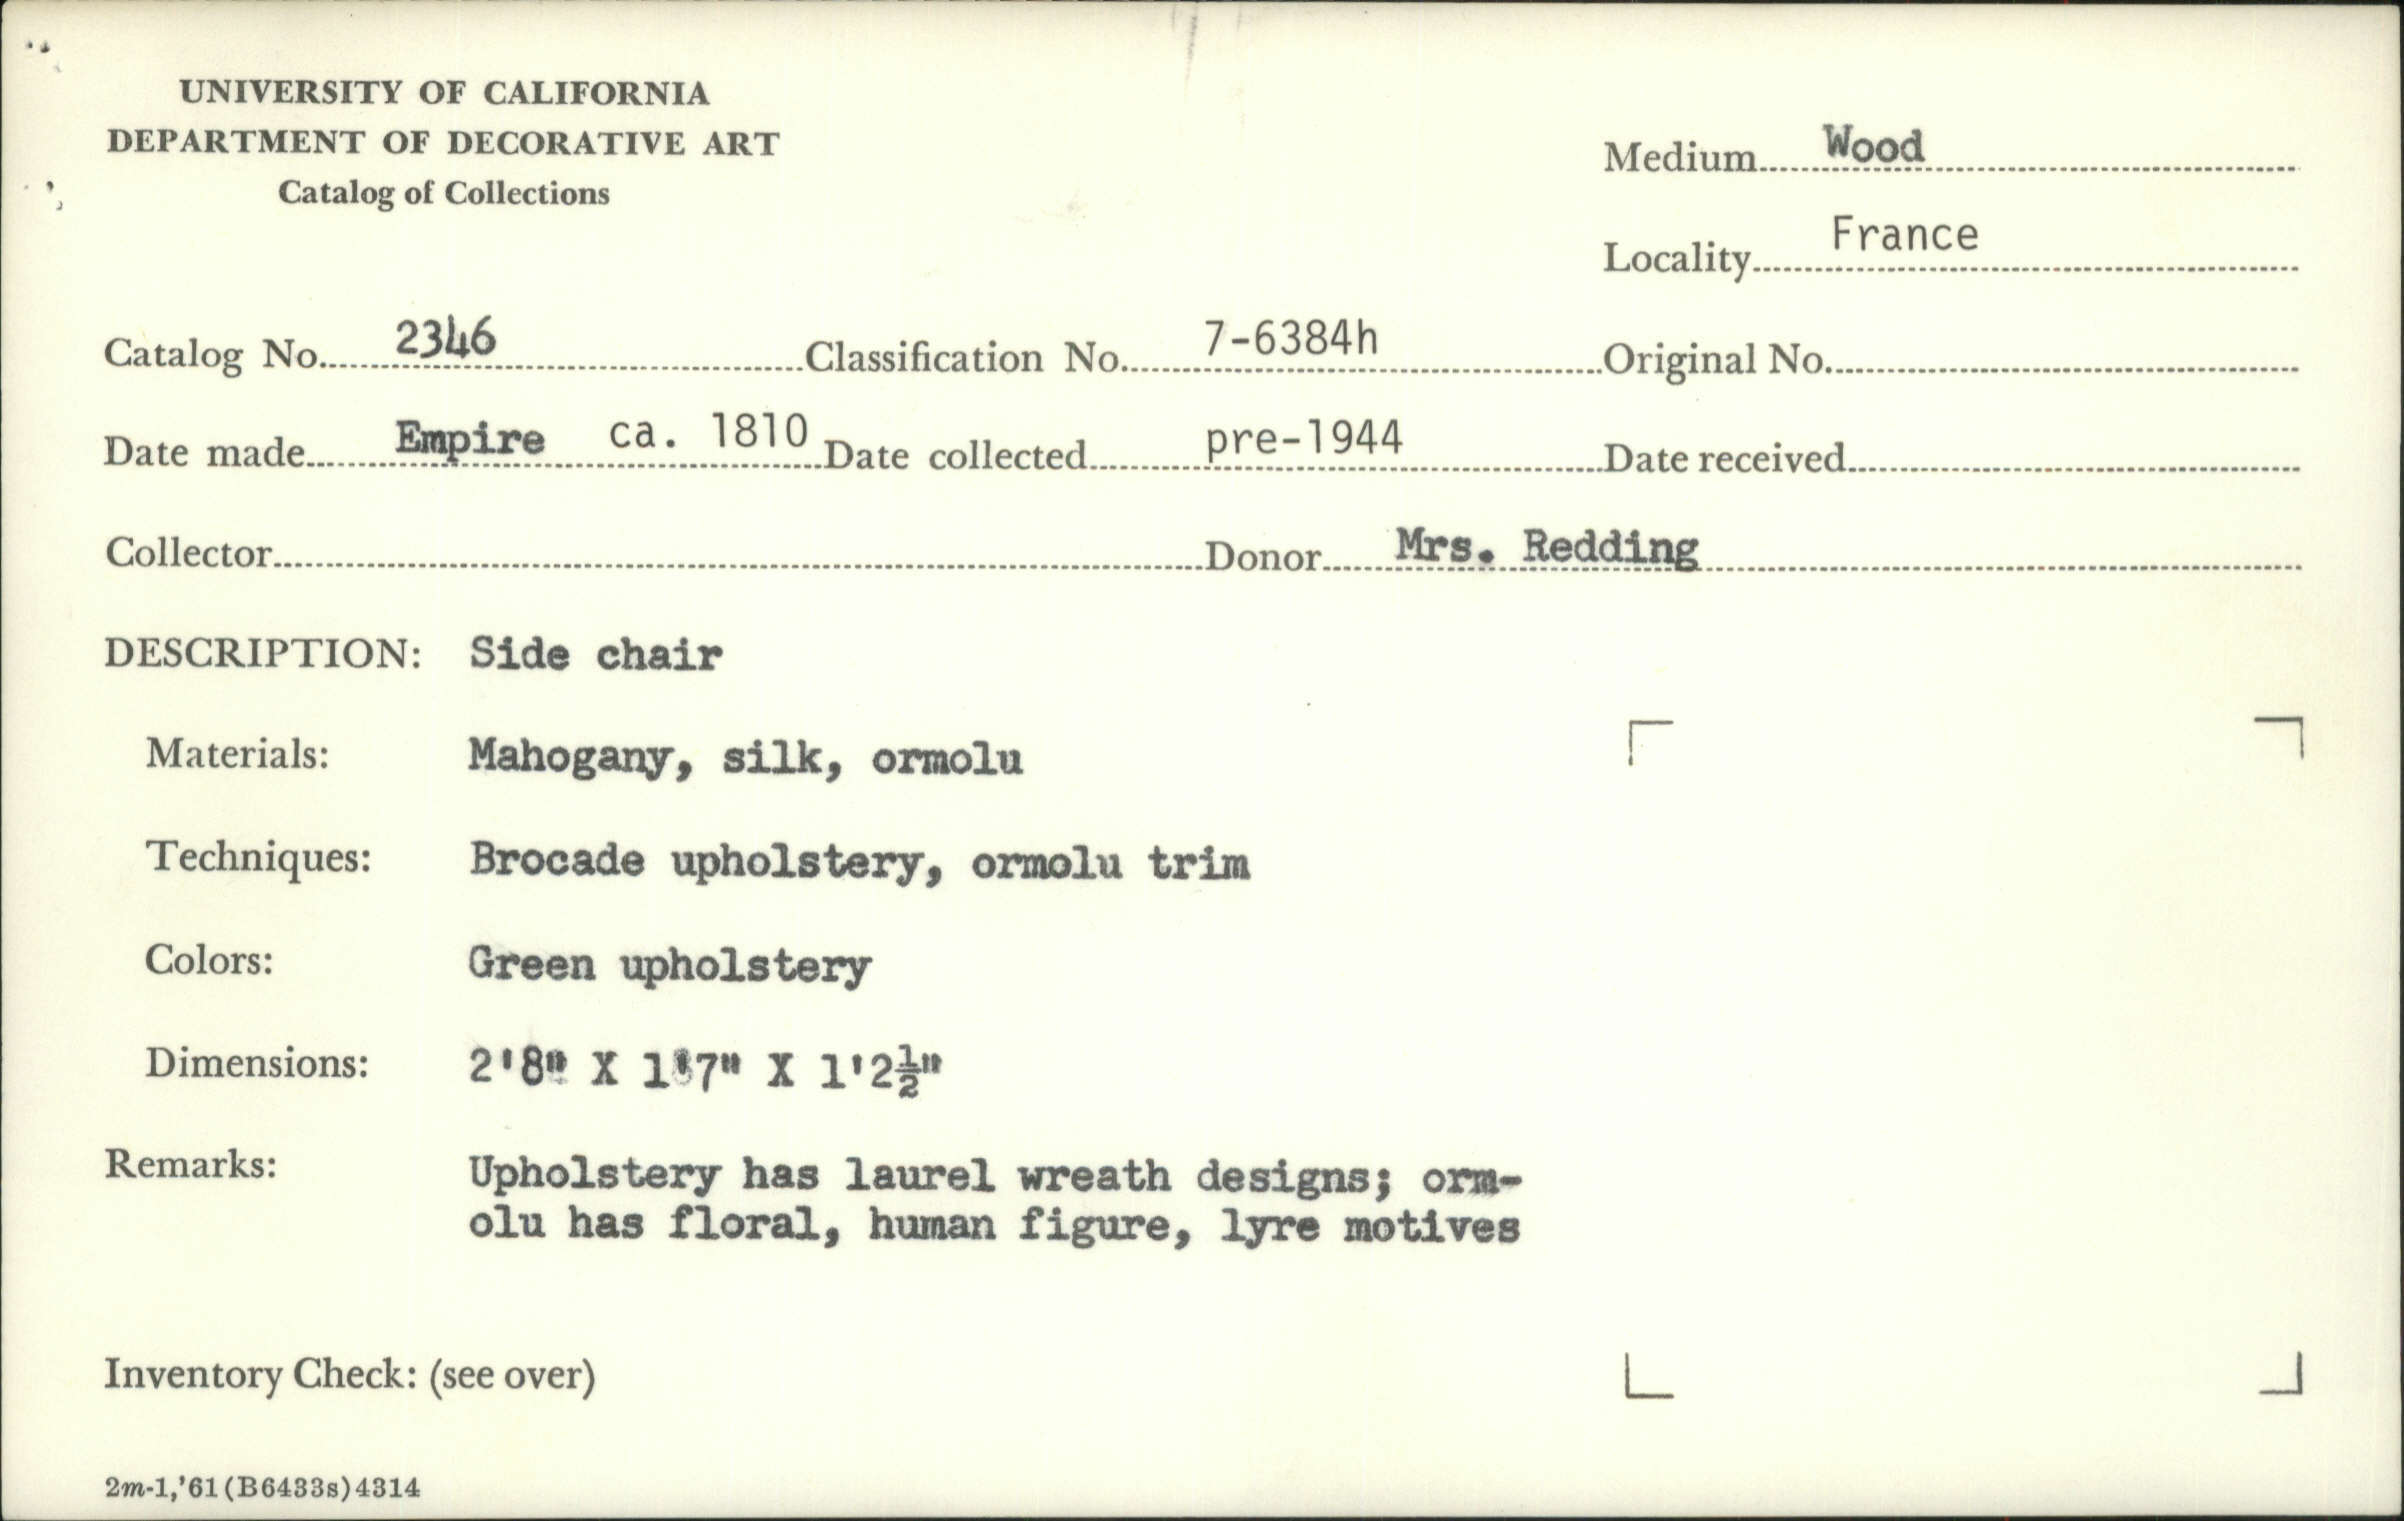 UNIVERSITY OF CALIFORNIA
DEPARTMENT OF DECORATIVE ART
Catalog of Collections
Medium Wood
Locality France
Catalog No. 2346 Classification No. 7-6384h Original No.
Date made Empire ca. 1810 Date collected pre-1944 Date received
Collector Donor Mrs. Redding
DESCRIPTION: Side chair
Materials: Mahogany, silk, ormolu
Techniques: Brocade upholstery, ormolu trim
Colors: Green upholstery
Dimensions: 2'8" X 1'7" X 1'2½"
Remarks: Upholstery has laurel wreath designs; orm-
olu has floral, human figure, lyre motives
Inventory Check: (see over)
2m-1,'61(B6433s)4314